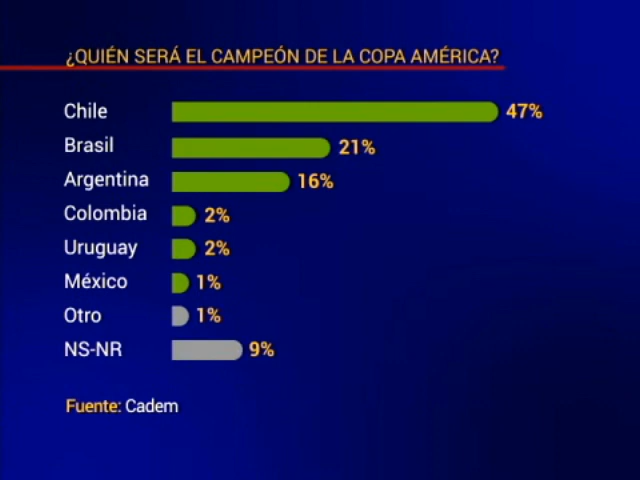 ¿QUIÉN SERÁ EL CAMPEÓN DE LA COPA AMÉRICA?
Chile 47%
Brasil 21%
Argentina 16%
Colombia 2%
Uruguay 2%
México 1%
Otro 1%
NS-NR 9%
Fuente: Cadem